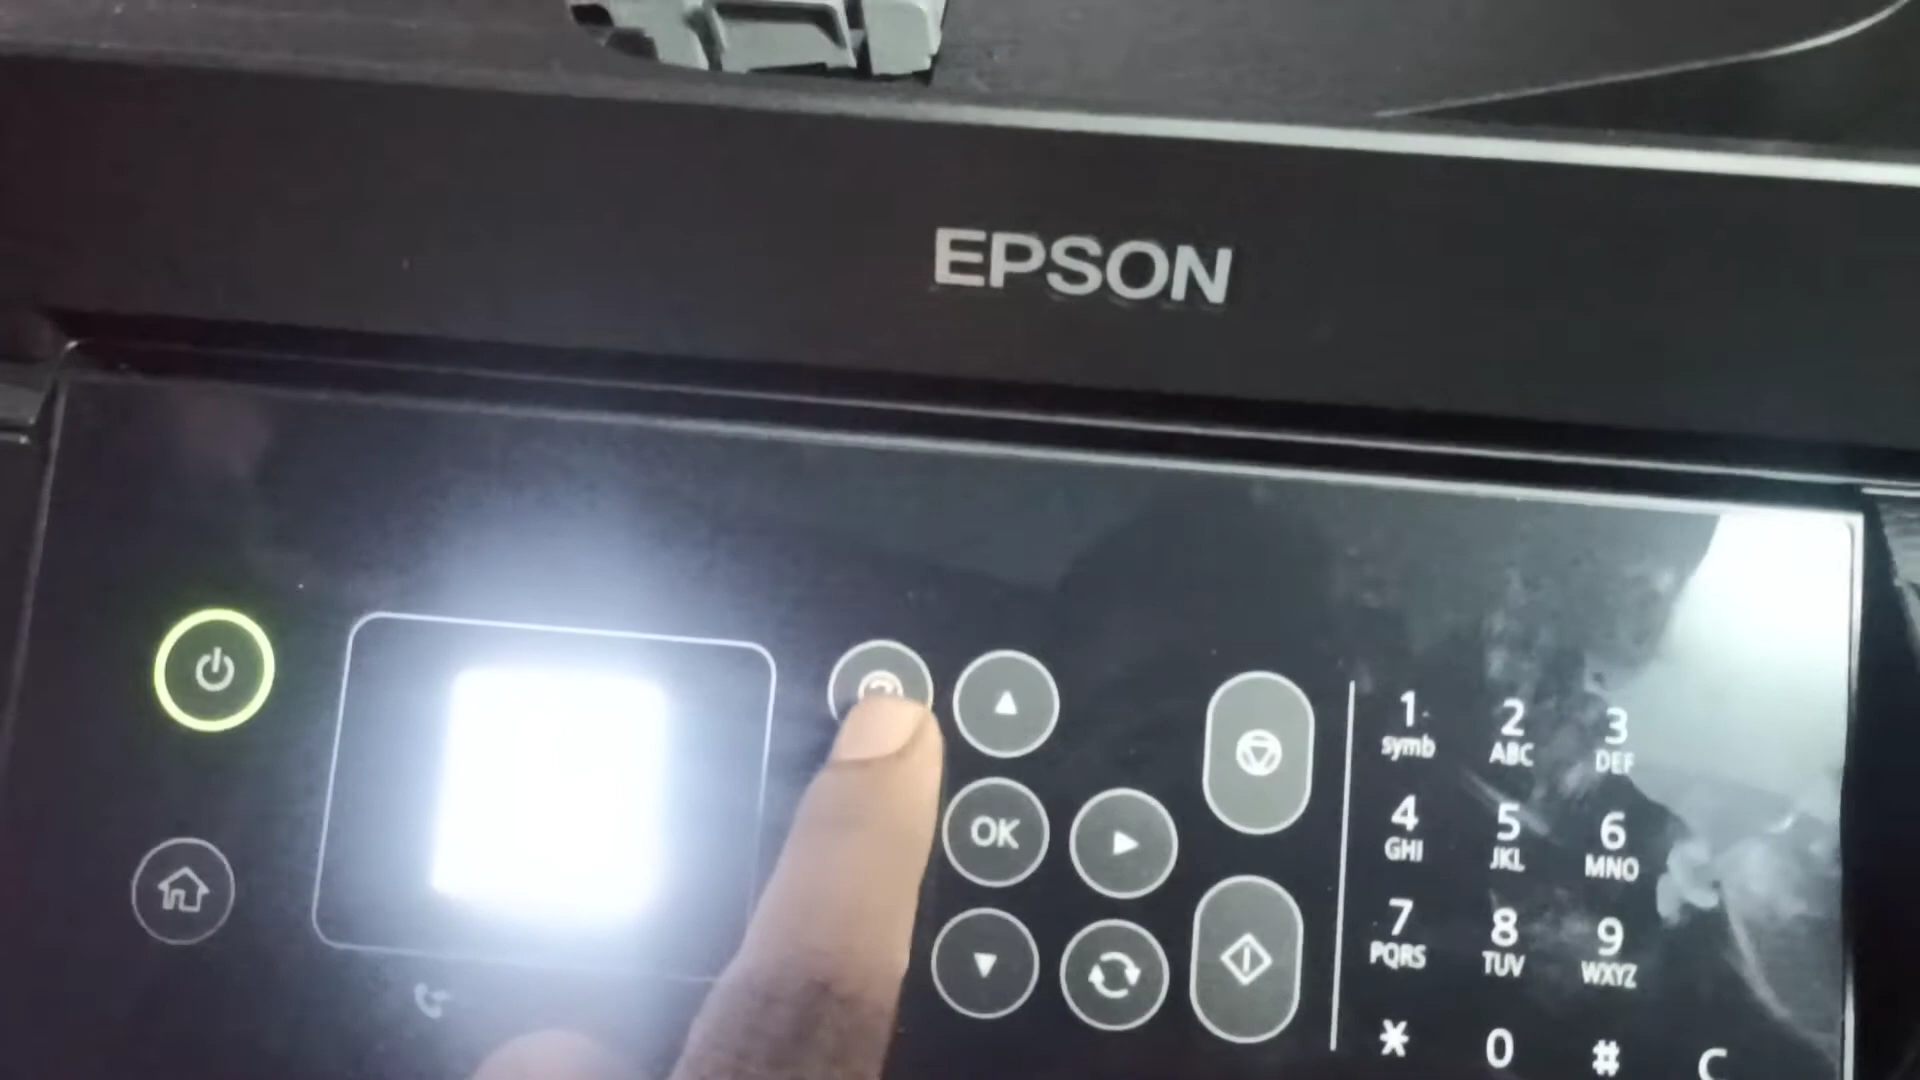 EPSON
1 2 3
symb ABC DEF
OK
4 5 6
GHI JKL MNO
7 8 9
PQRS TUV WXYZ
* 0 # C